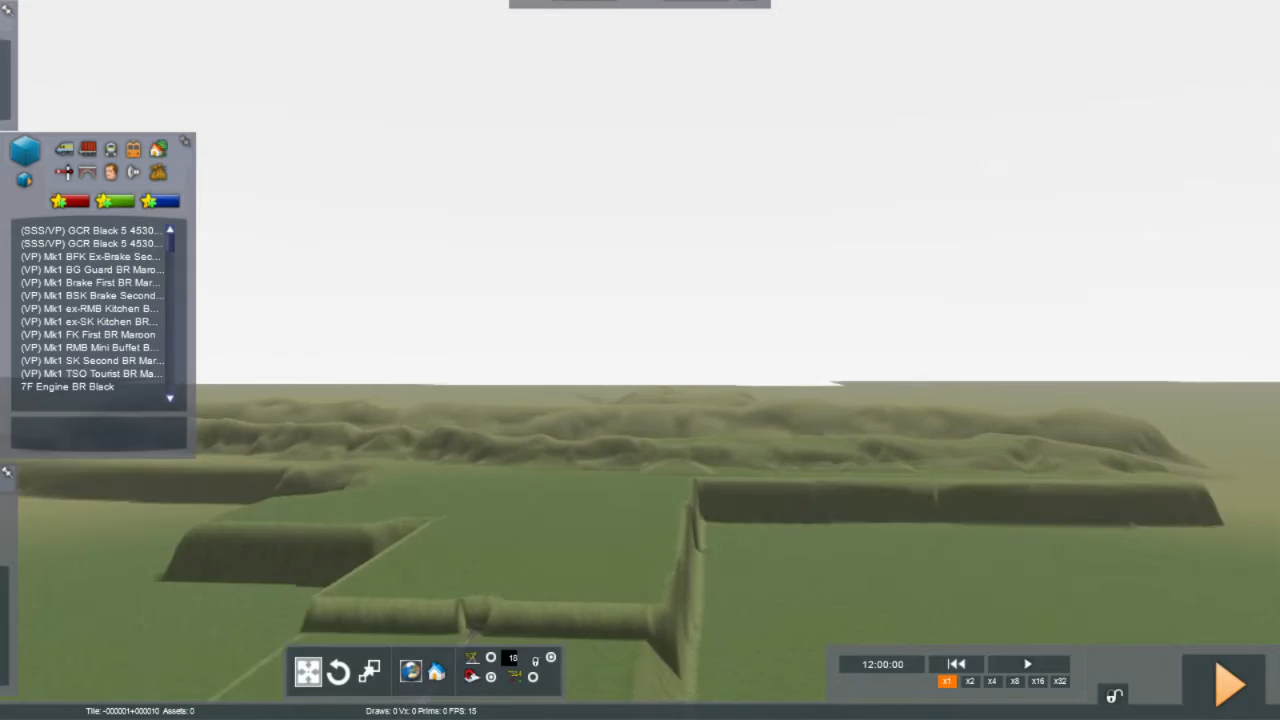 (SSS/VP) GCR Black 5 4530...
(SSS/VP) GCR Black 5 4530...
(VP) Mk1 BFK Ex-Brake Sec...
(VP) Mk1 BG Guard BR Maro...
(VP) Mk1 Brake First BR Mar...
(VP) Mk1 BSK Brake Second...
(VP) Mk1 ex-RMB Kitchen B...
(VP) Mk1 ex-SK Kitchen BR...
(VP) Mk1 FK First BR Maroon
(VP) Mk1 RMB Mini Buffet B...
(VP) Mk1 SK Second BR Mar...
(VP) Mk1 TSO Tourist BR Ma...
7F Engine BR Black
18
12:00:00
x1 x2 x4 x8 x16 x32
Tile: -000001+000010 Assets: 0
Draws: 0 Vx: 0 Prims: 0 FPS: 15